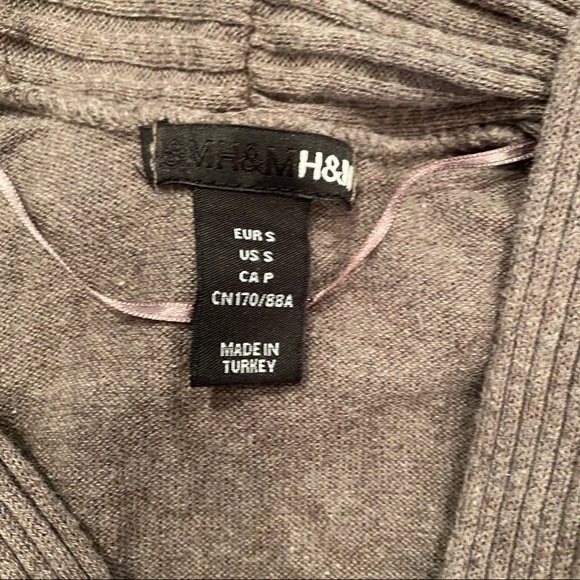 &M H&M H&M
EUR S
US S
CA P
CN170/88A
MADE IN
TURKEY